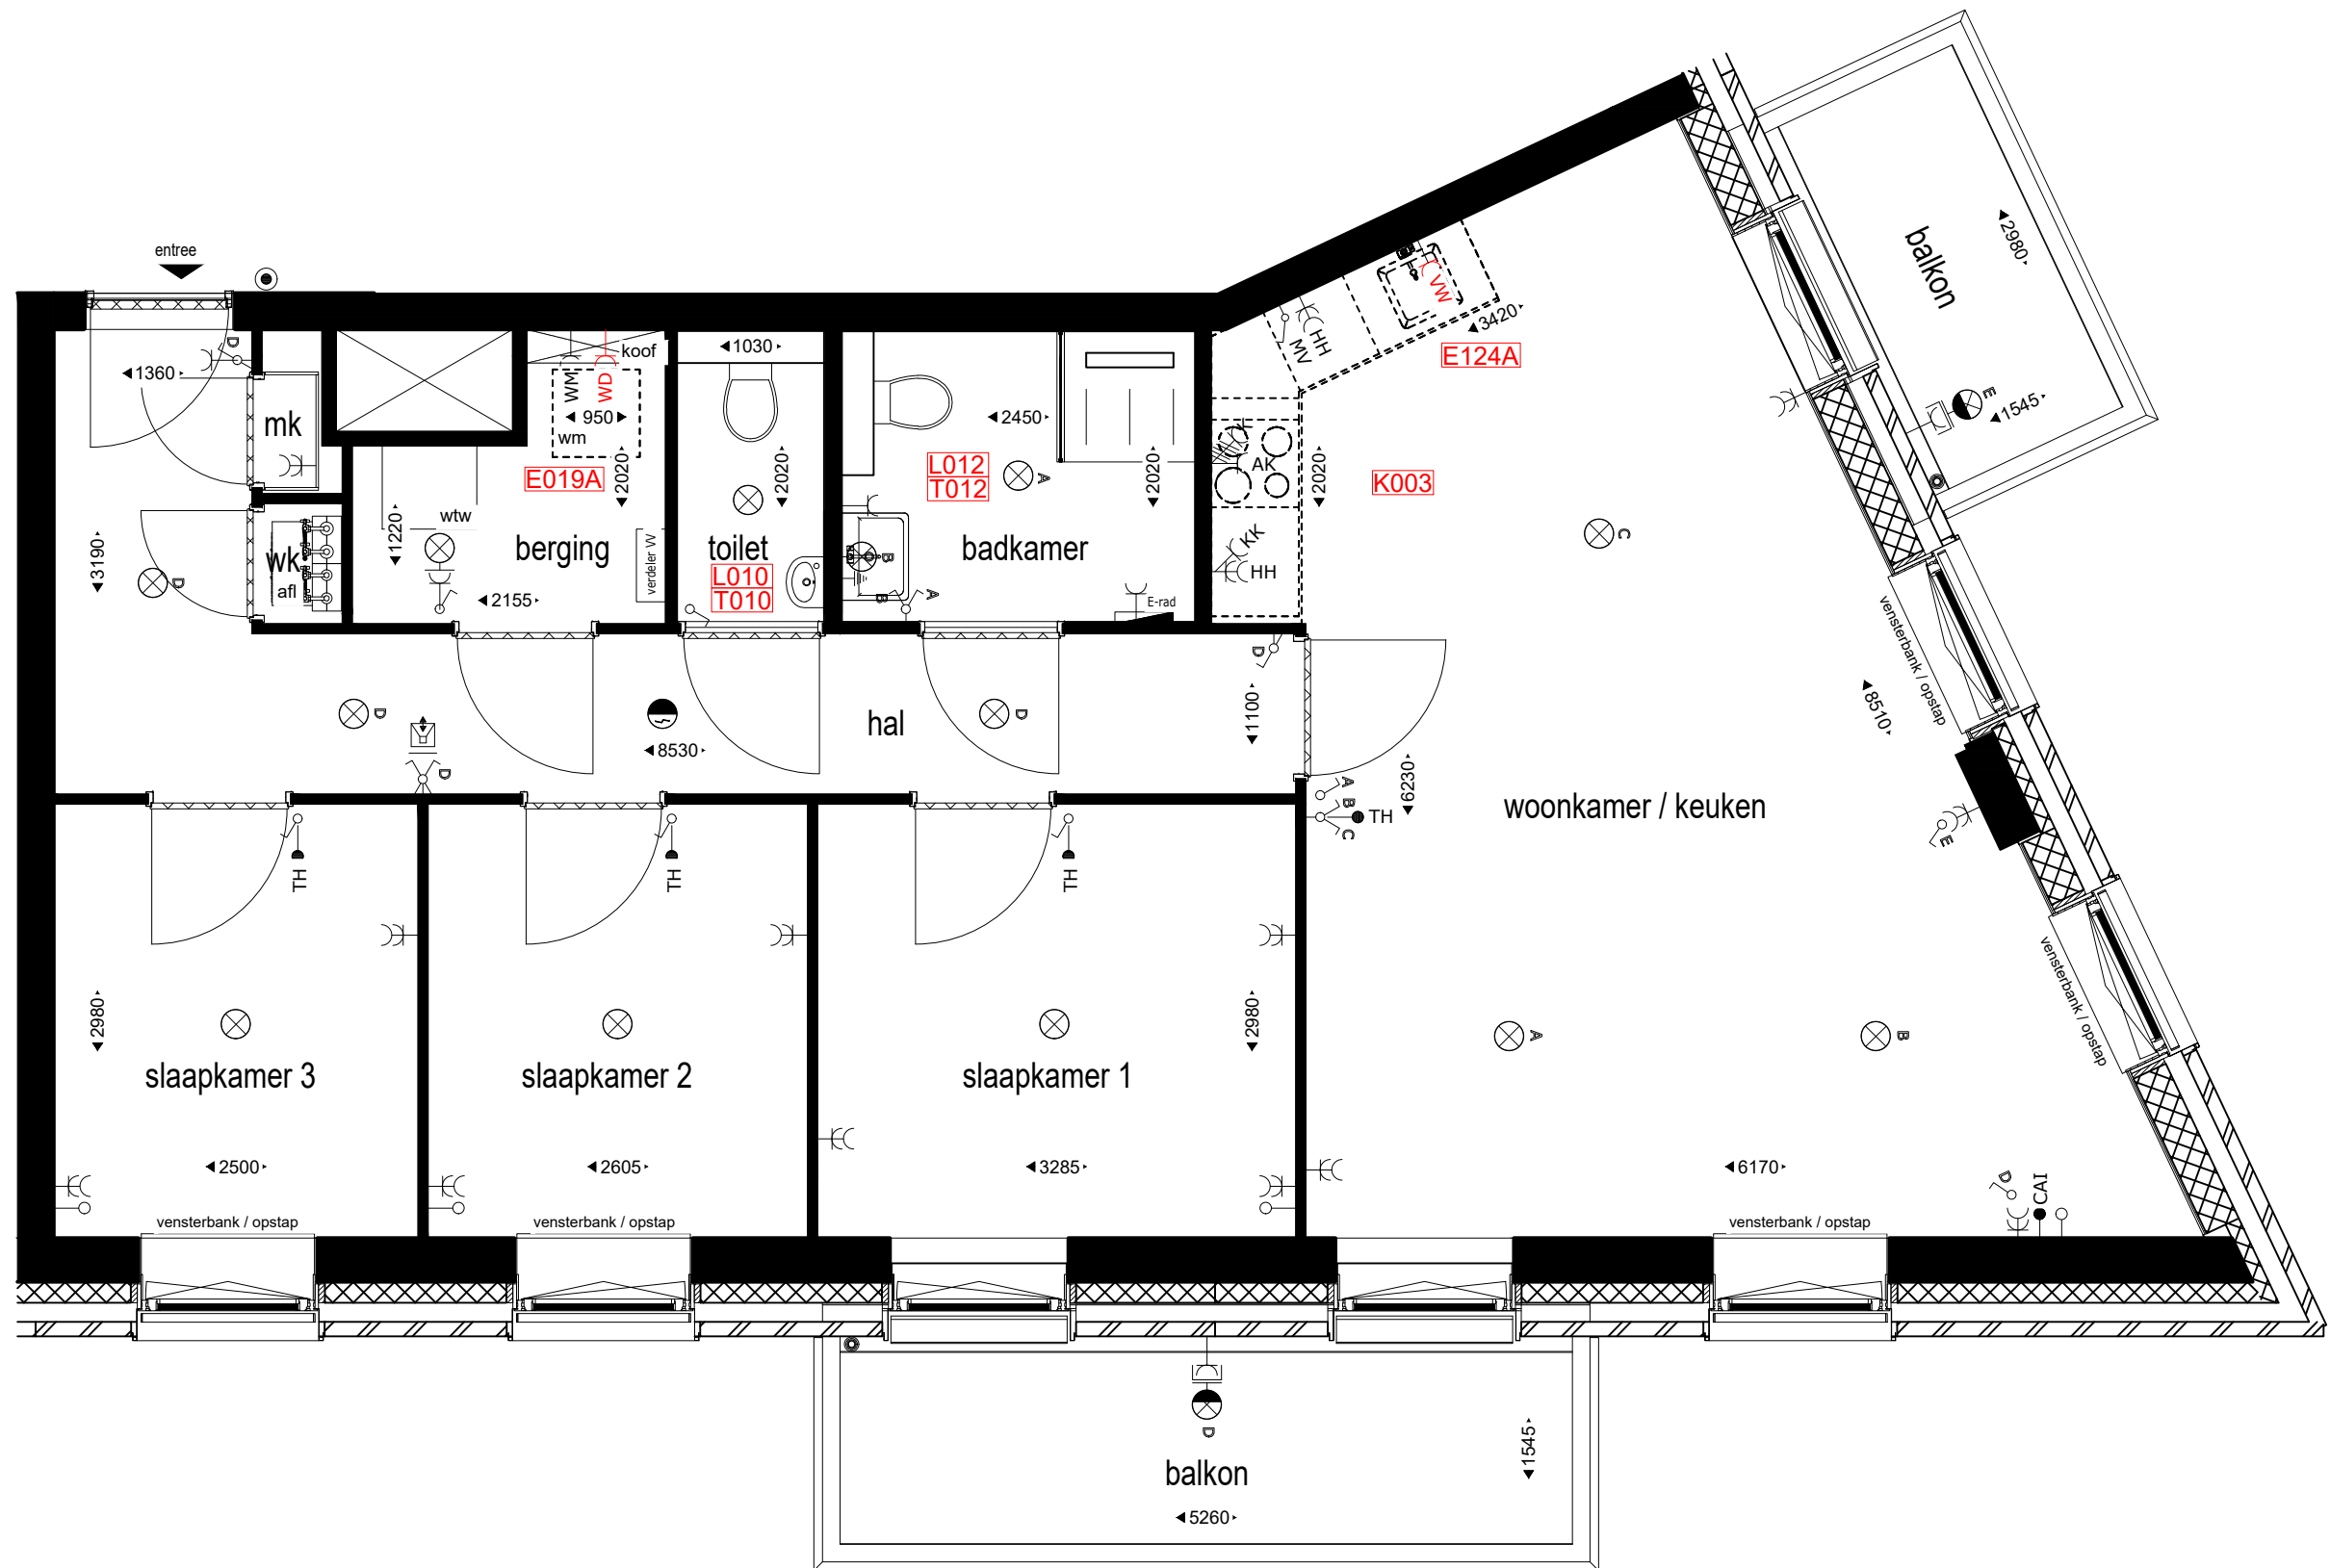 entree
balkon
2980
1545
E
D
1360
mk
koof
WM
WD
950
wm
E019A
2020
1030
2020
2450
L012
T012
A
2020
MV
HH
VW
3420
E124A
AK
2020
K003
KK
HH
C
3190
D
wk
afl
1220
wtw
berging
2155
verdeler VV
toilet
L010
T010
badkamer
B
B
A
E-rad
D
vensterbank / opstap
8510
D
D
8530
hal
D
1100
6230
A
B
C
TH
woonkamer / keuken
E
TH
TH
TH
vensterbank / opstap
2980
2980
A
B
slaapkamer 3
slaapkamer 2
slaapkamer 1
2500
2605
3285
6170
D
CAI
vensterbank / opstap
vensterbank / opstap
vensterbank / opstap
D
1545
balkon
5260